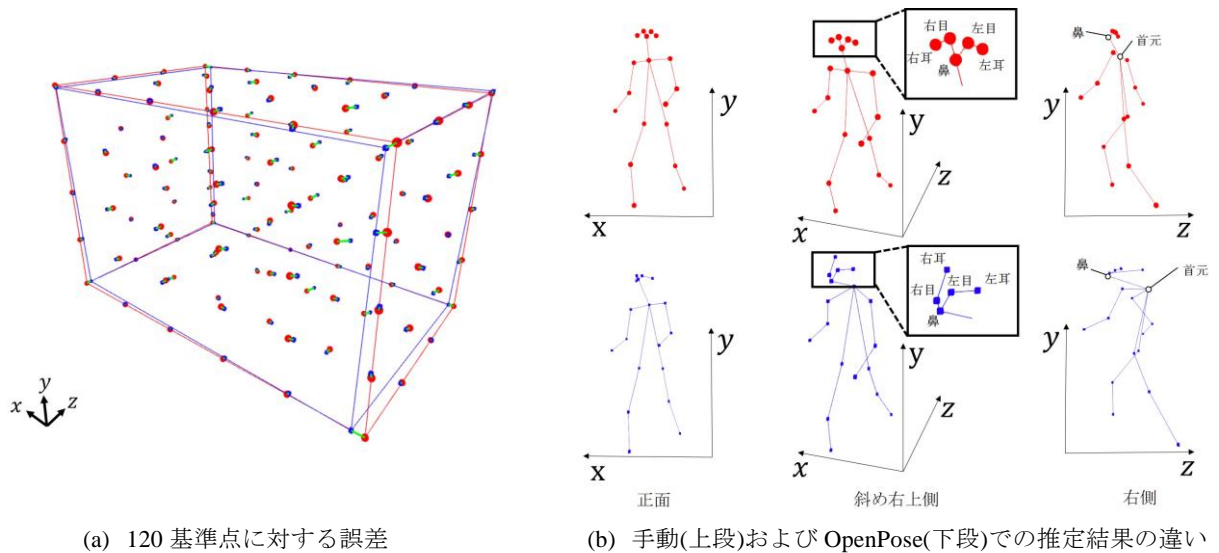 y
x
z
(a) 120 基準点に対する誤差
y
x
右目
左目
右耳
鼻
左耳
y
z
x
鼻
首元
y
z
y
x
正面
右耳
左目
左耳
右目
鼻
y
z
x
斜め右上側
鼻
首元
y
z
右側
(b) 手動(上段)および OpenPose(下段)での推定結果の違い